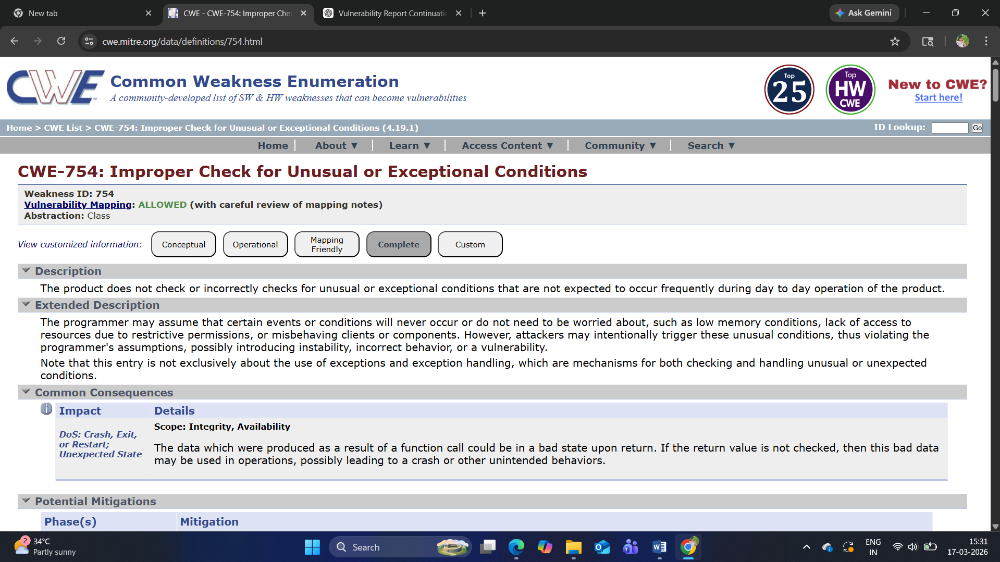 New tab
CWE - CWE-754: Improper Che
Vulnerability Report Continuatio
Ask Gemini
cwe.mitre.org/data/definitions/754.html
CWE
Common Weakness Enumeration
A community-developed list of SW & HW weaknesses that can become vulnerabilities
Top
25
Top
HW
CWE
New to CWE?
Start here!
Home > CWE List > CWE-754: Improper Check for Unusual or Exceptional Conditions (4.19.1)
ID Lookup:
Go
Home
About ▼
Learn ▼
Access Content ▼
Community ▼
Search ▼
CWE-754: Improper Check for Unusual or Exceptional Conditions
Weakness ID: 754
Vulnerability Mapping: ALLOWED (with careful review of mapping notes)
Abstraction: Class
View customized information:
Conceptual
Operational
Mapping
Friendly
Complete
Custom
Description
The product does not check or incorrectly checks for unusual or exceptional conditions that are not expected to occur frequently during day to day operation of the product.
Extended Description
The programmer may assume that certain events or conditions will never occur or do not need to be worried about, such as low memory conditions, lack of access to
resources due to restrictive permissions, or misbehaving clients or components. However, attackers may intentionally trigger these unusual conditions, thus violating the
programmer's assumptions, possibly introducing instability, incorrect behavior, or a vulnerability.
Note that this entry is not exclusively about the use of exceptions and exception handling, which are mechanisms for both checking and handling unusual or unexpected
conditions.
Common Consequences
Impact
Details
DoS: Crash, Exit,
or Restart;
Unexpected State
Scope: Integrity, Availability
The data which were produced as a result of a function call could be in a bad state upon return. If the return value is not checked, then this bad data
may be used in operations, possibly leading to a crash or other unintended behaviors.
Potential Mitigations
Phase(s)
Mitigation
2
34°C
Partly sunny
Search
ENG
IN
15:31
17-03-2026